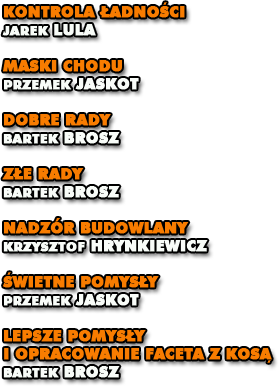 KONTROLA ŁADNOŚCI
JAREK LULA
MASKI CHODU
PRZEMEK JASKOT
DOBRE RADY
BARTEK BROSZ
ZŁE RADY
BARTEK BROSZ
NADZÓR BUDOWLANY
KRZYSZTOF HRYNKIEWICZ
ŚWIETNE POMYSŁY
PRZEMEK JASKOT
LEPSZE POMYSŁY
I OPRACOWANIE FACETA Z KOSĄ
BARTEK BROSZ